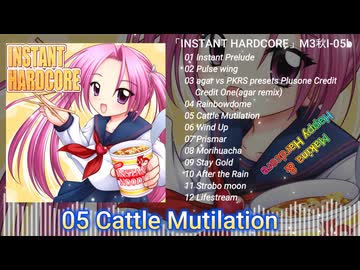 INSTANT
HARDCORE
「INSTANT HARDCORE」M3秋I-05b
01 Instant Prelude
02 Pulse wing
03 agar vs PKRS presets Plusone Credit
Credit One(agar remix)
04 Rainbowdome
05 Cattle Mutilation
06 Wind Up
07 Prismar
08 Morihuacha
09 Stay Gold
10 After the Rain
11 Strobo moon
12 Lifestream
Makina &
Happy Hardcore
05 Cattle Mutilation